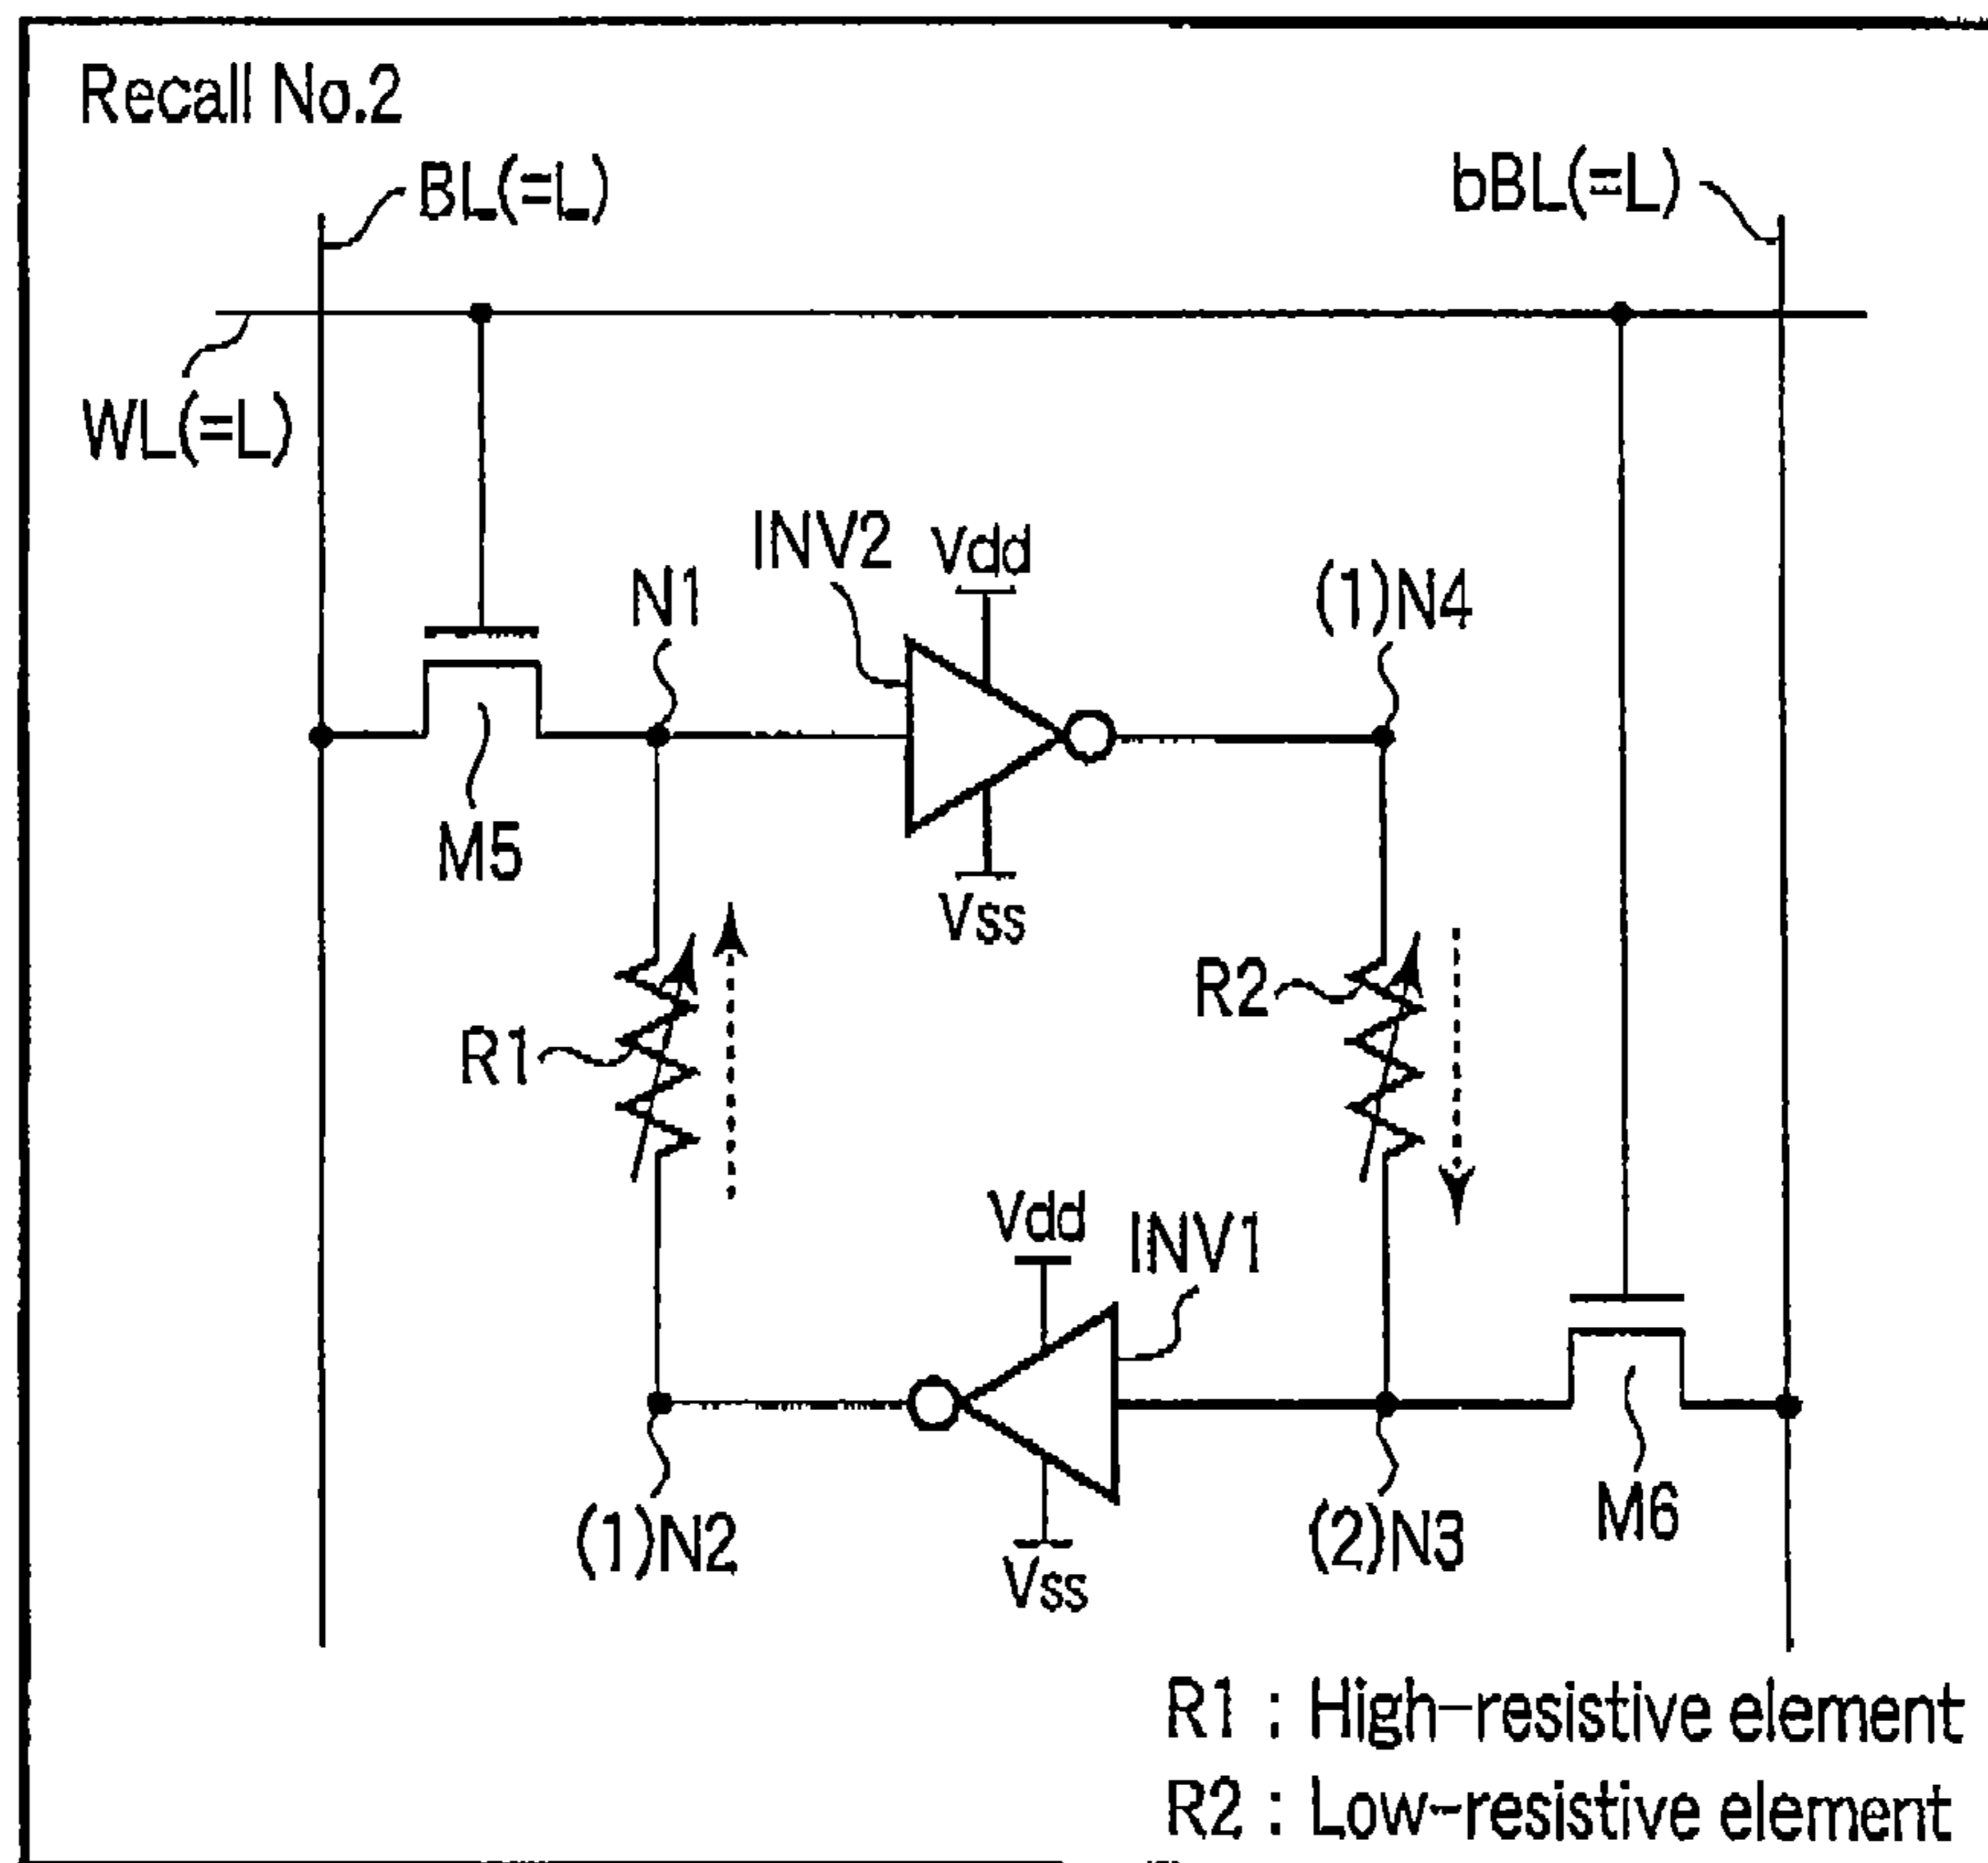 Recall No.2
BL(=L)
bBL(=L)
WL(=L)
INV2
Vdd
N1
(1)N4
M5
Vss
R2
R1
Vdd
INV1
(1)N2
(2)N3
M6
Vss
R1 : High-resistive element
R2 : Low-resistive element